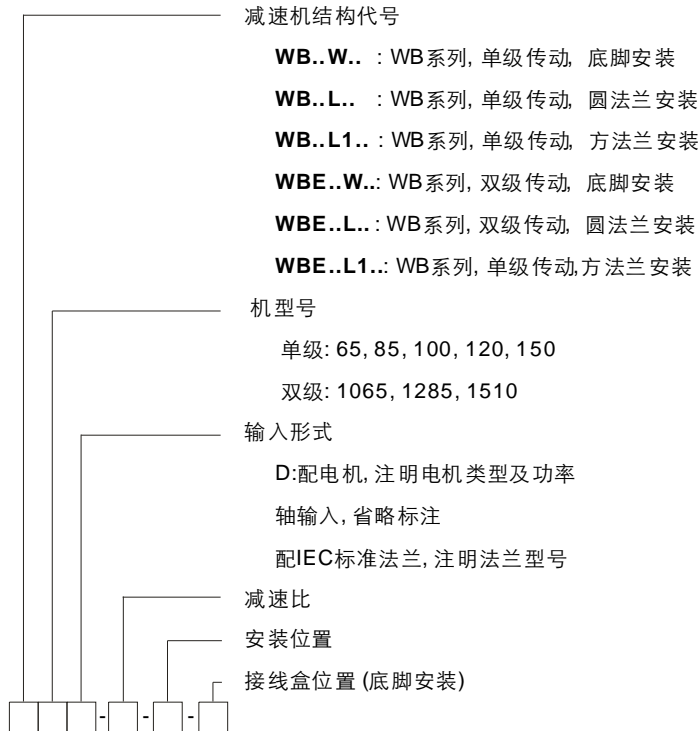 减速机结构代号
WB..W.. : WB系列, 单级传动, 底脚安装
WB..L.. : WB系列, 单级传动, 圆法兰安装
WB..L1.. : WB系列, 单级传动, 方法兰安装
WBE..W..: WB系列, 双级传动, 底脚安装
WBE..L.. : WB系列, 双级传动, 圆法兰安装
WBE..L1..: WB系列, 单级传动,方法兰安装
机型号
单级: 65, 85, 100, 120, 150
双级: 1065, 1285, 1510
输入形式
D:配电机, 注明电机类型及功率
轴输入, 省略标注
配IEC标准法兰, 注明法兰型号
减速比
安装位置
接线盒位置 (底脚安装)
- - -